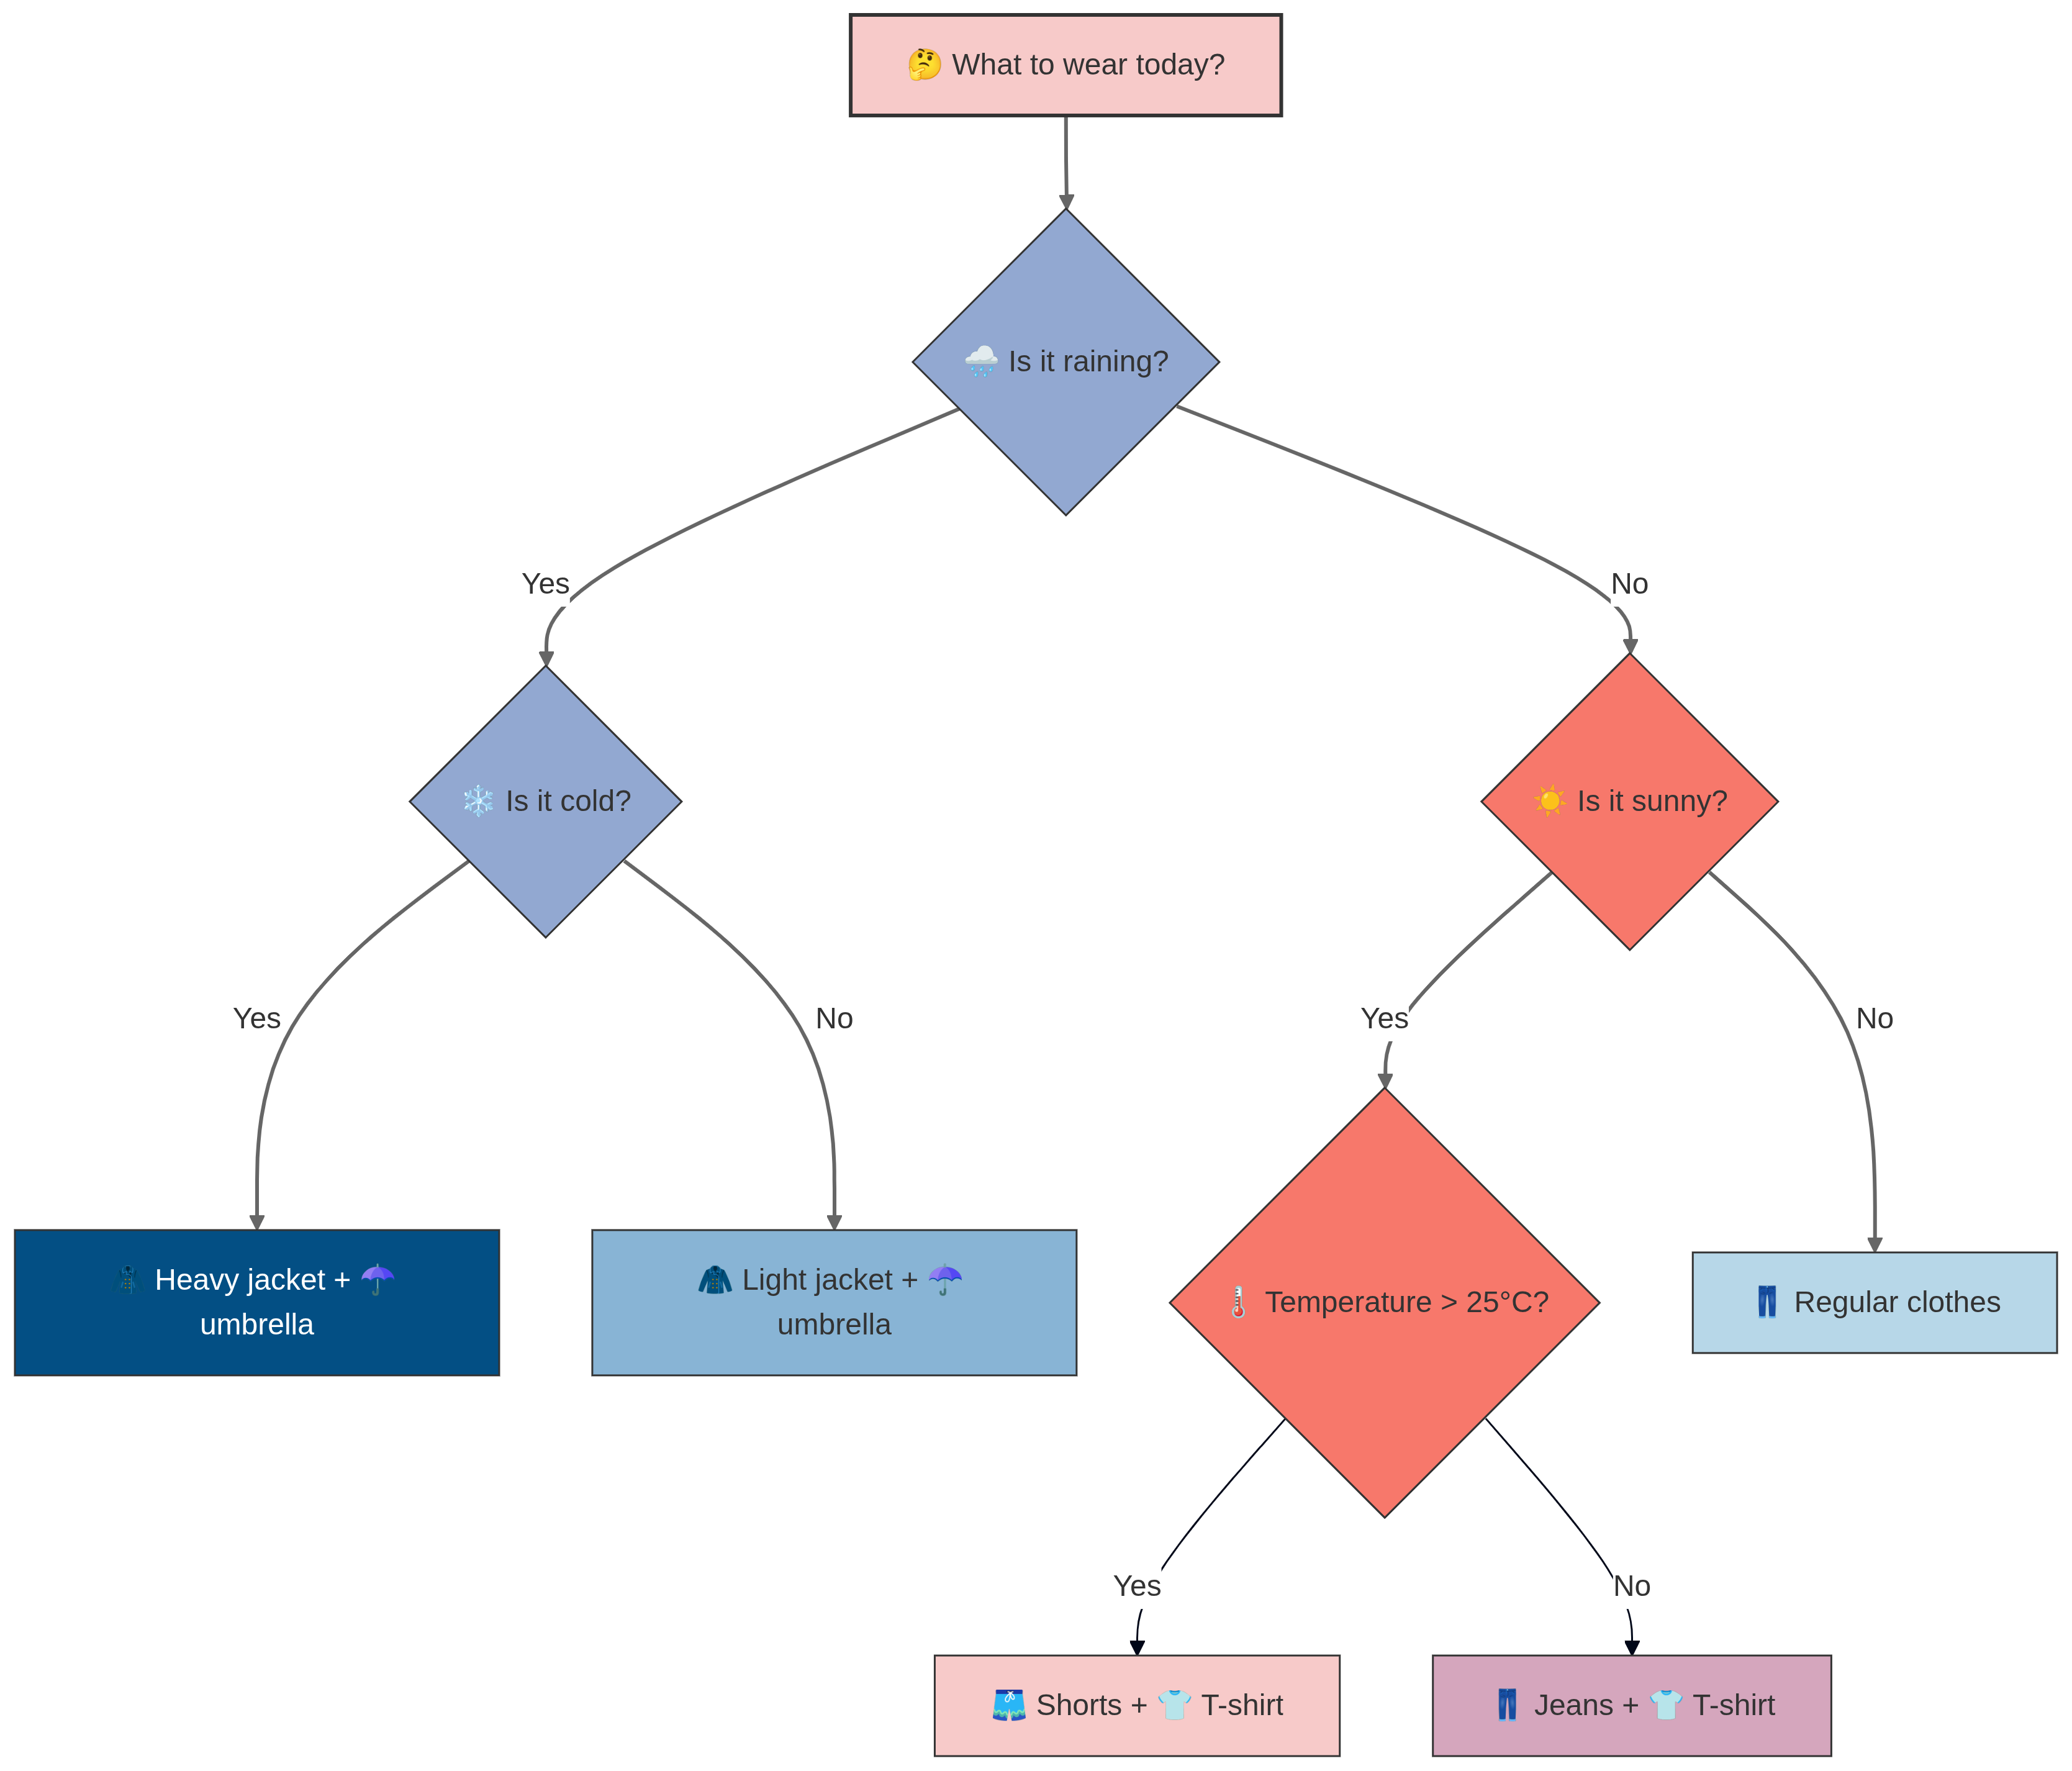 🤔 What to wear today?
🌧️ Is it raining?
Yes
No
❄️ Is it cold?
☀️ Is it sunny?
Yes
No
Yes
No
🧥 Heavy jacket + ☂️
umbrella
🧥 Light jacket + ☂️
umbrella
🌡️ Temperature > 25°C?
👖 Regular clothes
Yes
No
🩳 Shorts + 👕 T-shirt
👖 Jeans + 👕 T-shirt